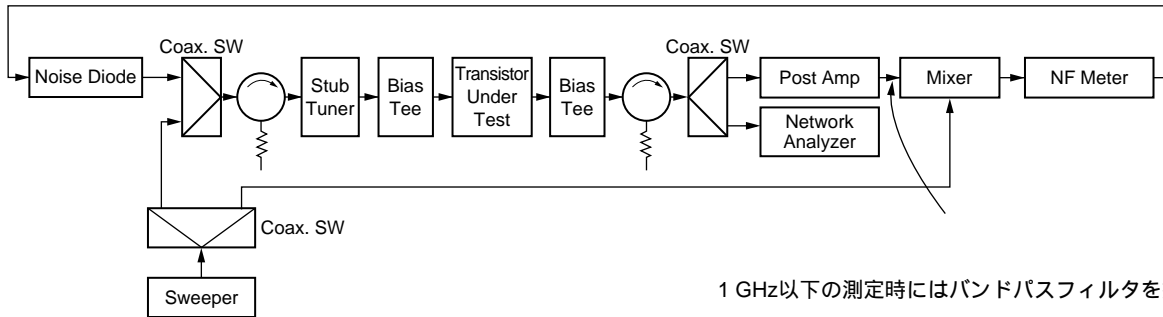 Coax. SW
Coax. SW
Noise Diode
Stub
Tuner
Bias
Tee
Transistor
Under
Test
Bias
Tee
Post Amp
Mixer
NF Meter
Network
Analyzer
Coax. SW
Sweeper
1 GHz以下の測定時にはバンドパスフィルタを